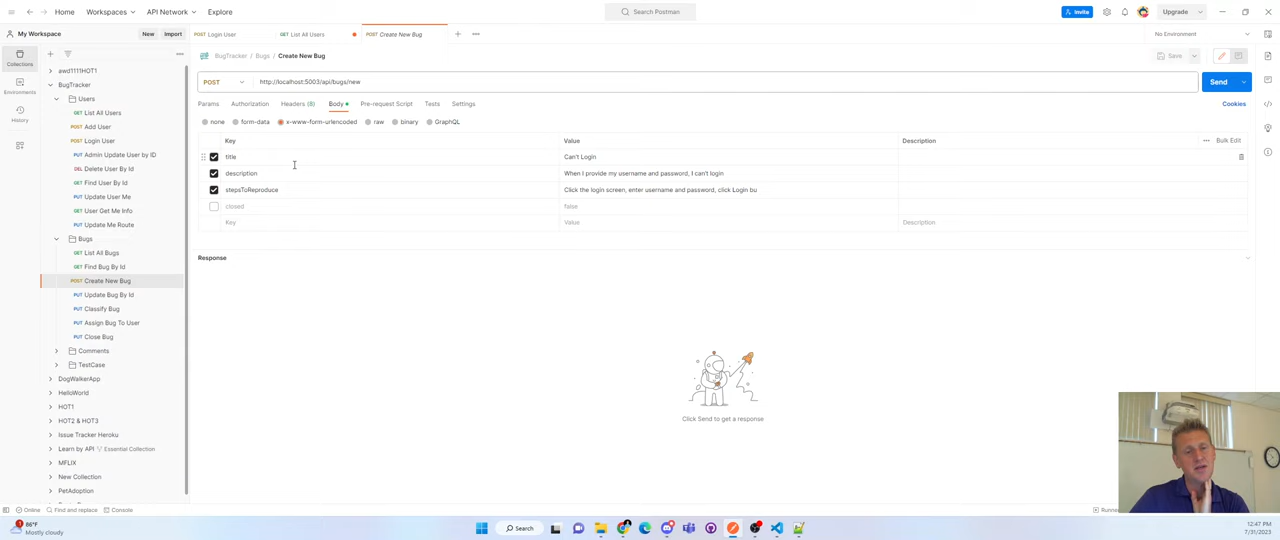 Home Workspaces API Network Explore Search Postman Invite Upgrade
My Workspace New Import Login User List All Users Create New Bug No Environment
Collections
Environments
History
awd1111HOT1
BugTracker
Users
GET List All Users
POST Add User
POST Login User
PUT Admin Update User by ID
DEL Delete User By Id
GET Find User By Id
PUT Update User Me
GET User Get Me Info
PUT Update Me Route
Bugs
GET List All Bugs
GET Find Bug By Id
POST Create New Bug
PUT Update Bug By Id
PUT Classify Bug
PUT Assign Bug To User
PUT Close Bug
Comments
TestCase
DogWalkerApp
HelloWorld
HOT1
HOT2 & HOT3
Issue Tracker Heroku
Learn by API Essential Collection
MFLIX
New Collection
PetAdoption
BugTracker / Bugs / Create New Bug Save
POST http://localhost:5003/api/bugs/new Send
Params Authorization Headers (8) Body Pre-request Script Tests Settings Cookies
none form-data x-www-form-urlencoded raw binary GraphQL
Key Value Description Bulk Edit
title Can't Login
description When I provide my username and password, I can't login
stepsToReproduce Click the login screen, enter username and password, click Login bu
closed false
Key Value Description
Response
Click Send to get a response
Online Find and replace Console
1
86°F
Mostly cloudy
Search
12:47 PM
7/31/2023